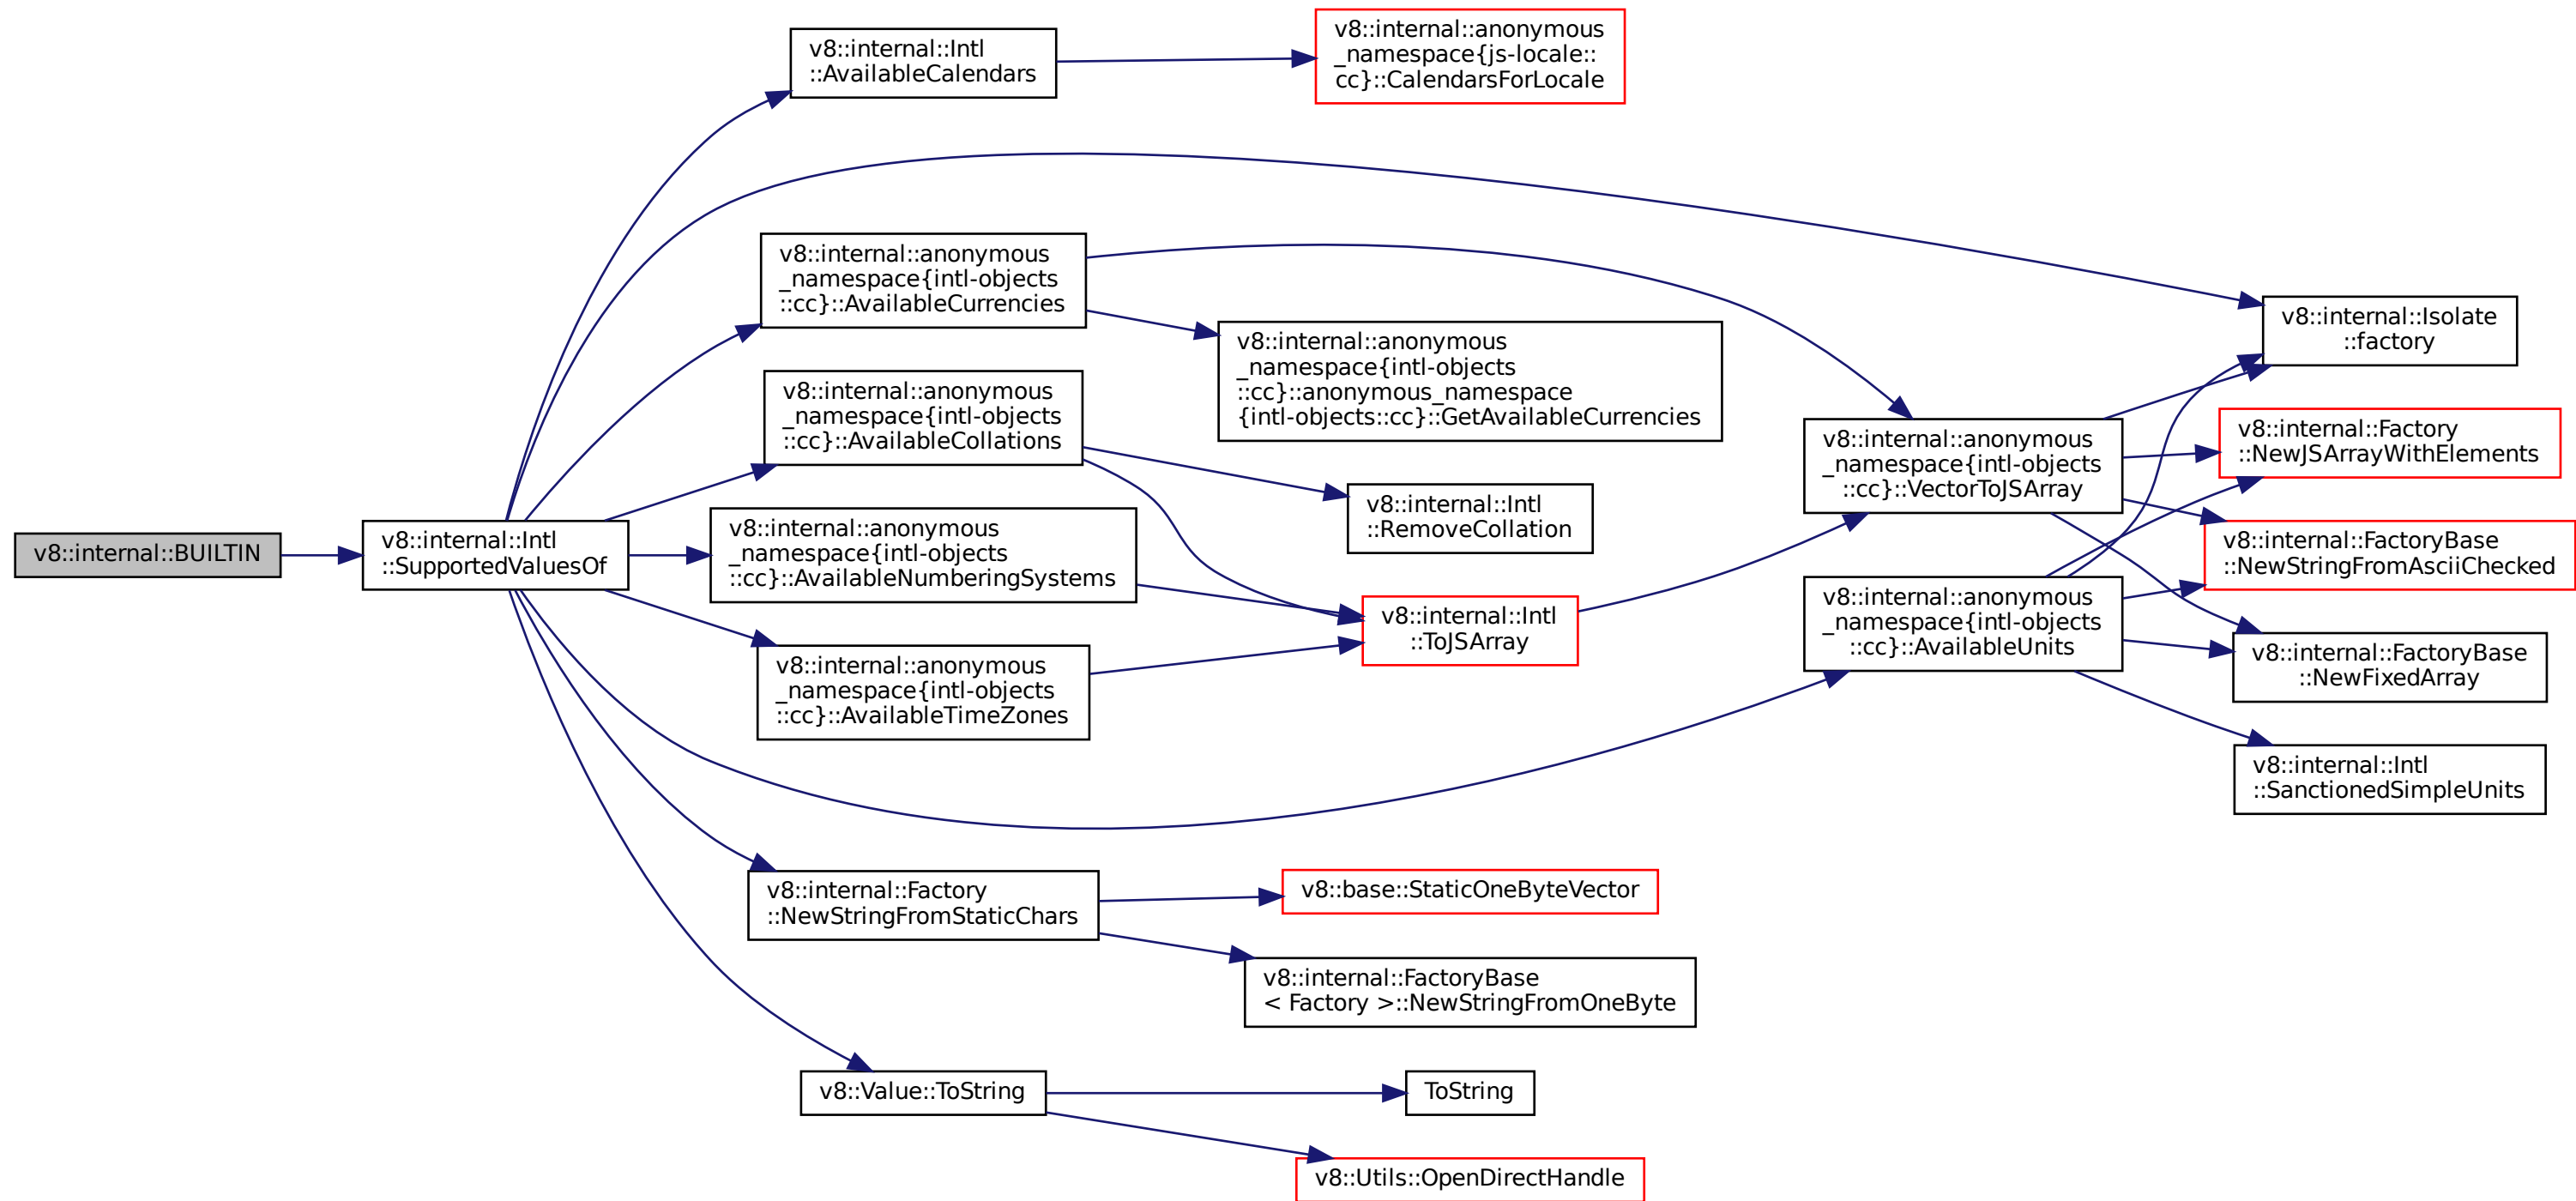 v8::internal::BUILTIN
v8::internal::Intl
::SupportedValuesOf
v8::internal::Intl
::AvailableCalendars
v8::internal::anonymous
_namespace{js-locale::
cc}::CalendarsForLocale
v8::internal::anonymous
_namespace{intl-objects
::cc}::AvailableCurrencies
v8::internal::anonymous
_namespace{intl-objects
::cc}::anonymous_namespace
{intl-objects::cc}::GetAvailableCurrencies
v8::internal::anonymous
_namespace{intl-objects
::cc}::AvailableCollations
v8::internal::Intl
::RemoveCollation
v8::internal::anonymous
_namespace{intl-objects
::cc}::AvailableNumberingSystems
v8::internal::anonymous
_namespace{intl-objects
::cc}::AvailableTimeZones
v8::internal::Intl
::ToJSArray
v8::internal::anonymous
_namespace{intl-objects
::cc}::VectorToJSArray
v8::internal::anonymous
_namespace{intl-objects
::cc}::AvailableUnits
v8::internal::Isolate
::factory
v8::internal::Factory
::NewJSArrayWithElements
v8::internal::FactoryBase
::NewStringFromAsciiChecked
v8::internal::FactoryBase
::NewFixedArray
v8::internal::Intl
::SanctionedSimpleUnits
v8::internal::Factory
::NewStringFromStaticChars
v8::base::StaticOneByteVector
v8::internal::FactoryBase
< Factory >::NewStringFromOneByte
v8::Value::ToString
ToString
v8::Utils::OpenDirectHandle